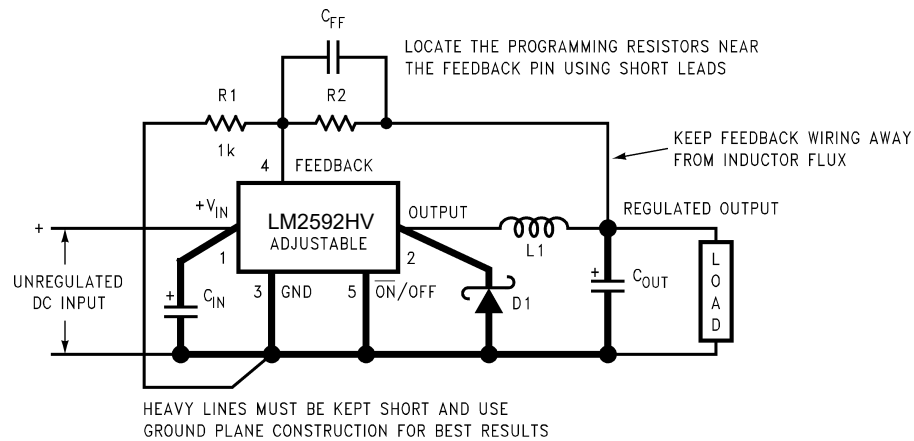 C_FF
LOCATE THE PROGRAMMING RESISTORS NEAR
THE FEEDBACK PIN USING SHORT LEADS
R1
R2
1k
KEEP FEEDBACK WIRING AWAY
FROM INDUCTOR FLUX
4
FEEDBACK
+V_IN
LM2592HV
ADJUSTABLE
OUTPUT
REGULATED OUTPUT
+
1
2
L1
UNREGULATED
DC INPUT
+
C_IN
3
GND
5
O̅N̅/OFF
D1
+
C_OUT
LOAD
HEAVY LINES MUST BE KEPT SHORT AND USE
GROUND PLANE CONSTRUCTION FOR BEST RESULTS